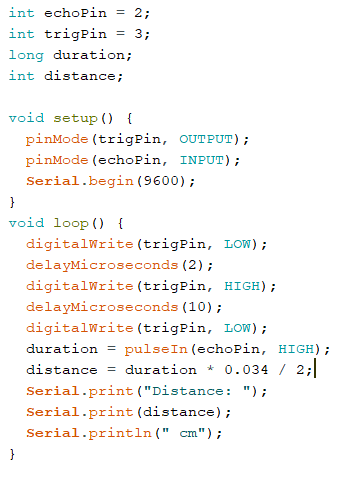 int echoPin = 2;
int trigPin = 3;
long duration;
int distance;

void setup() {
  pinMode(trigPin, OUTPUT);
  pinMode(echoPin, INPUT);
  Serial.begin(9600);
}
void loop() {
  digitalWrite(trigPin, LOW);
  delayMicroseconds(2);
  digitalWrite(trigPin, HIGH);
  delayMicroseconds(10);
  digitalWrite(trigPin, LOW);
  duration = pulseIn(echoPin, HIGH);
  distance = duration * 0.034 / 2;
  Serial.print("Distance: ");
  Serial.print(distance);
  Serial.println(" cm");
}